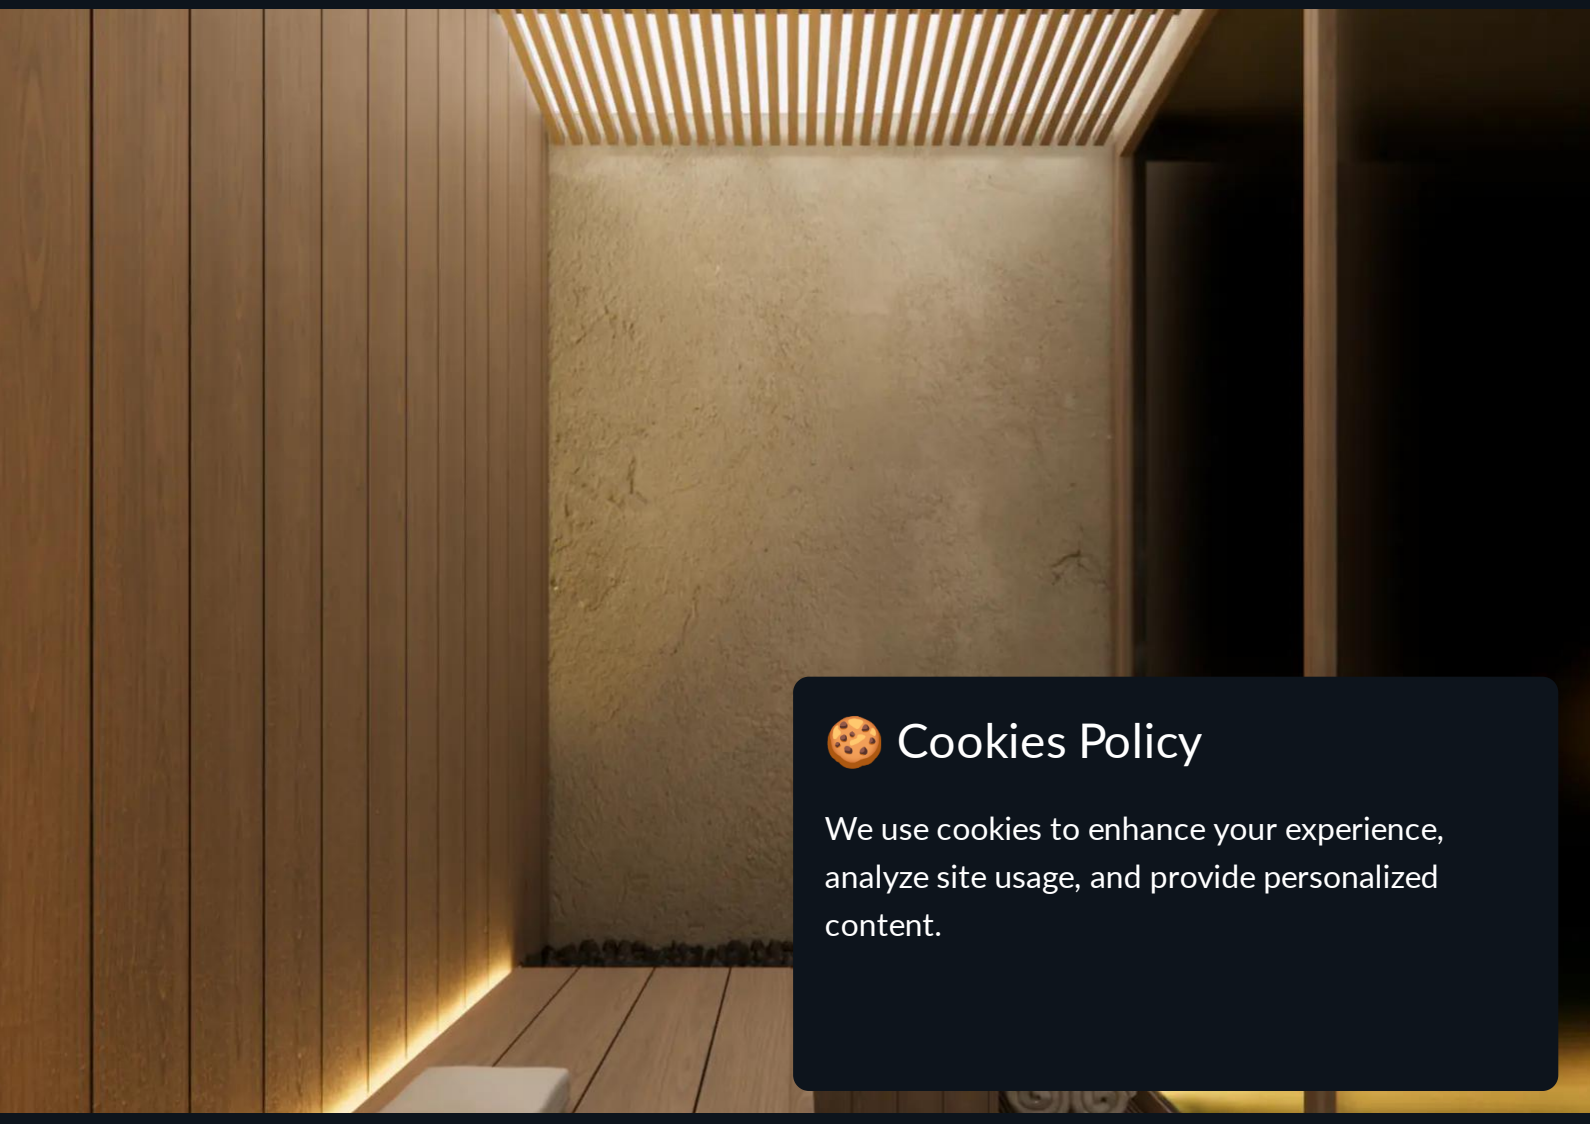 🍪 Cookies Policy
We use cookies to enhance your experience,
analyze site usage, and provide personalized
content.